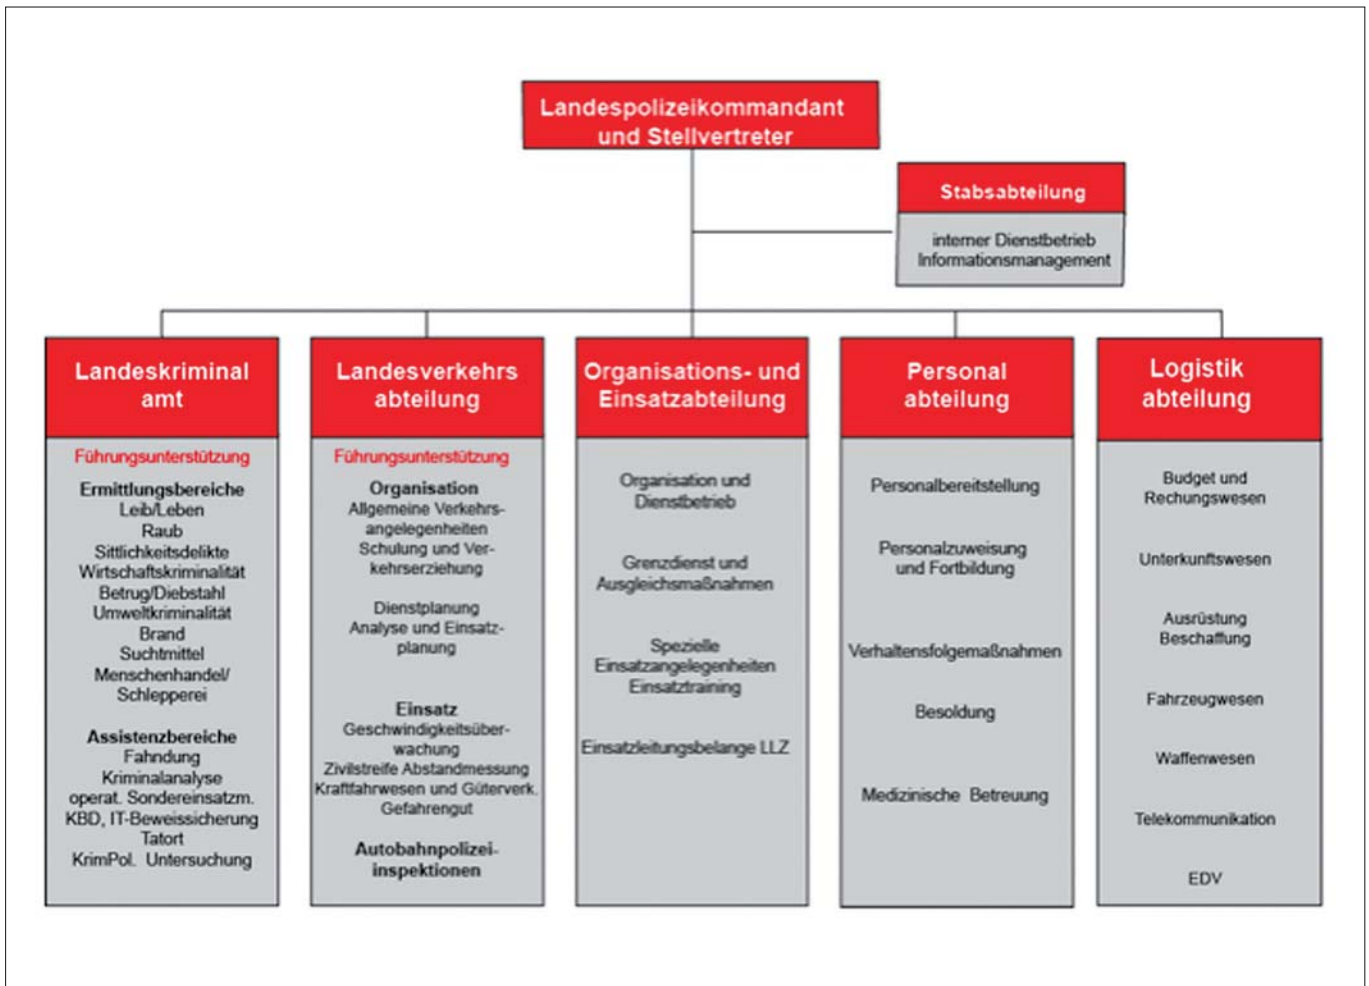 Landespolizeikommandant
und Stellvertreter
Stabsabteilung
interner Dienstbetrieb
Informationsmanagement
Landeskriminal
amt
Führungsunterstützung
Ermittlungsbereiche
Leib/Leben
Raub
Sittlichkeitsdelikte
Wirtschaftskriminalität
Betrug/Diebstahl
Umweltkriminalität
Brand
Suchtmittel
Menschenhandel/
Schlepperei
Assistenzbereiche
Fahndung
Kriminalanalyse
operat. Sondereinsatzm.
KBD, IT-Beweissicherung
Tatort
KrimPol. Untersuchung
Landesverkehrs
abteilung
Führungsunterstützung
Organisation
Allgemeine Verkehrs-
angelegenheiten
Schulung und Ver-
kehrserziehung
Dienstplanung
Analyse und Einsatz-
planung
Einsatz
Geschwindigkeitsüber-
wachung
Zivilstreife Abstandmessung
Kraftfahrwesen und Güterverk.
Gefahrengut
Autobahnpolizei-
inspektionen
Organisations- und
Einsatzabteilung
Organisation und
Dienstbetrieb
Grenzdienst und
Ausgleichsmaßnahmen
Spezielle
Einsatzangelegenheiten
Einsatztraining
Einsatzleitungsbelange LLZ
Personal
abteilung
Personalbereitstellung
Personalzuweisung
und Fortbildung
Verhaltensfolgemaßnahmen
Besoldung
Medizinische Betreuung
Logistik
abteilung
Budget und
Rechungswesen
Unterkunftswesen
Ausrüstung
Beschaffung
Fahrzeugwesen
Waffenwesen
Telekommunikation
EDV